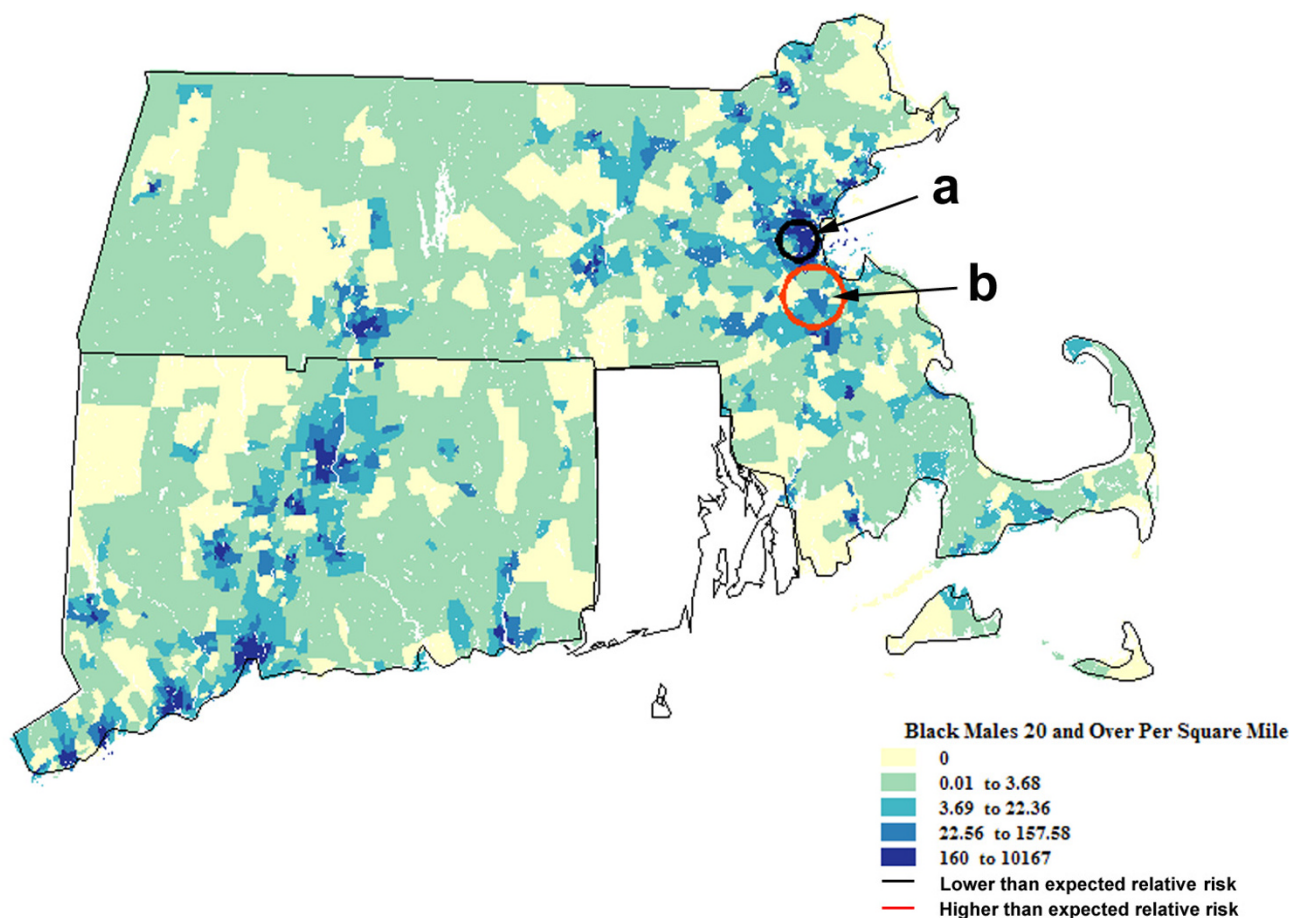 a
b
Black Males 20 and Over Per Square Mile
0
0.01 to 3.68
3.69 to 22.36
22.56 to 157.58
160 to 10167
Lower than expected relative risk
Higher than expected relative risk